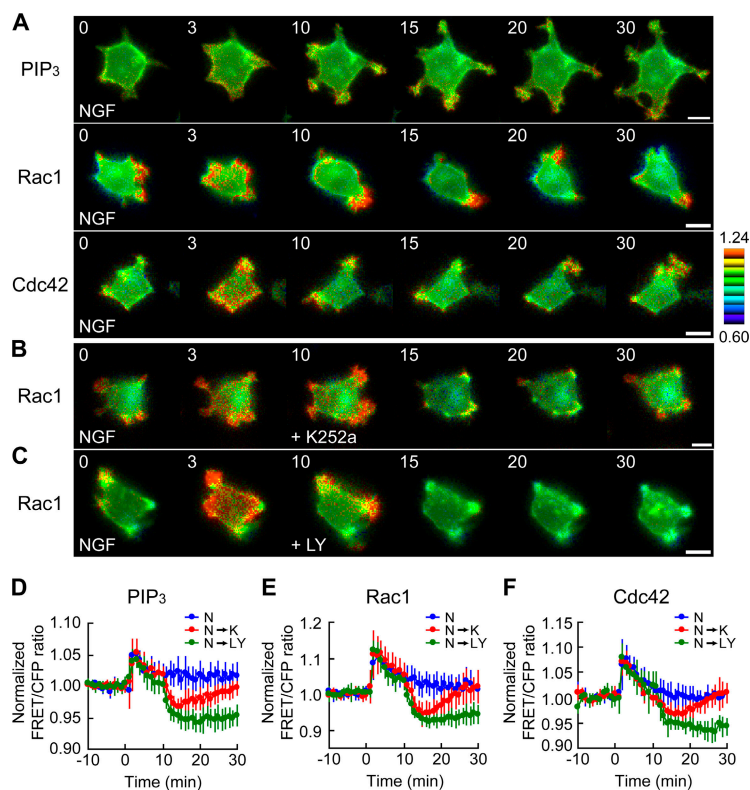 A
PIP3
0 3 10 15 20 30
NGF
Rac1
0 3 10 15 20 30
NGF
Cdc42
0 3 10 15 20 30
NGF
1.24
0.60
B
Rac1
0 3 10 15 20 30
NGF + K252a
C
Rac1
0 3 10 15 20 30
NGF + LY
D PIP3
Normalized
FRET/CFP ratio
1.10
1.05
1.00
0.95
0.90
N
N→K
N→LY
-10 0 10 20 30
Time (min)
E Rac1
Normalized
FRET/CFP ratio
1.2
1.1
1.0
0.9
N
N→K
N→LY
-10 0 10 20 30
Time (min)
F Cdc42
Normalized
FRET/CFP ratio
1.15
1.10
1.05
1.00
0.95
0.90
N
N→K
N→LY
-10 0 10 20 30
Time (min)